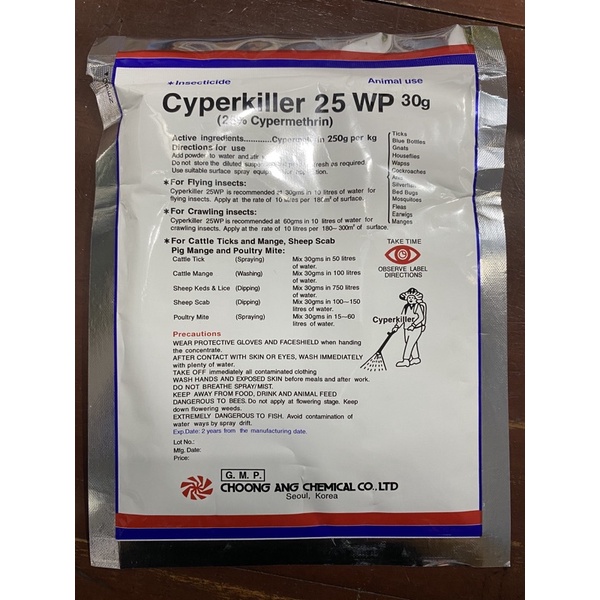 *Insecticide Animal use
Cyperkiller 25 WP 30g
Cypermethrin)
Active ingredients............ 250g per kg
Directions for use
Add powder to water and
Do not store the diluted required.
Use suitable spray
*For Flying insects:
Cyperkiller 25WP is recommended at 30gms in 10 litres of water for
flying insects. Apply at the rate of 10 litres per of surface.
*For Crawling insects:
Cyperkiller 25WP is recommended at 60gms in 10 litres of water for
crawling insects. Apply at the rate of 10 litres per 180-300m² of surface.
Ticks
Blue Bottles
Gnats
Houseflies
Wapss
Cockroaches
Bed Bugs
Mosquitoes
Fleas
Earwigs
Manges
*For Cattle Ticks and Mange, Sheep Scab
Pig Mange and Poultry Mite:
Cattle Tick (Spraying) Mix 30gms in 50 litres
of water.
Cattle Mange (Washing) Mix 30gms in 100 litres
of water.
Sheep Keds & Lice (Dipping) Mix 30gms in 750 litres
of water.
Sheep Scab (Dipping) Mix 30gms in 100-150
litres of water.
Poultry Mite (Spraying) Mix 30gms in 15-60
litres of water.
TAKE TIME
OBSERVE LABEL
DIRECTIONS
Cyperkiller
Precautions
WEAR PROTECTIVE GLOVES AND FACESHIELD when handing
the concentrate.
AFTER CONTACT WITH SKIN OR EYES, WASH IMMEDIATELY
with plenty of water.
TAKE OFF immediately all contaminated clothing
WASH HANDS AND EXPOSED SKIN before meals and after work.
DO NOT BREATHE SPRAY/MIST.
KEEP AWAY FROM FOOD, DRINK AND ANIMAL FEED
DANGEROUS TO BEES. Do not apply at flowering stage. Keep
down flowering weeds.
EXTREMELY DANGEROUS TO FISH. Avoid contamination of
water ways by spray drift.
Exp.Date: 2 years from the manufacturing date.
Lot No.:
Mfg. Date:
Price:
G. M. P.
CHOONG ANG CHEMICAL CO.,LTD
Seoul, Korea